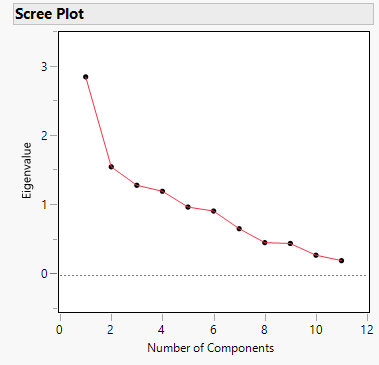 Scree Plot
3
2
1
0
Eigenvalue
0 2 4 6 8 10 12
Number of Components